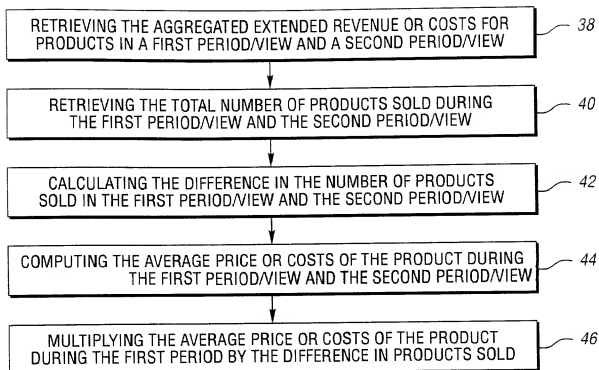 RETRIEVING THE AGGREGATED EXTENDED REVENUE OR COSTS FOR
PRODUCTS IN A FIRST PERIOD/VIEW AND A SECOND PERIOD/VIEW
38
RETRIEVING THE TOTAL NUMBER OF PRODUCTS SOLD DURING
THE FIRST PERIOD/VIEW AND THE SECOND PERIOD/VIEW
40
CALCULATING THE DIFFERENCE IN THE NUMBER OF PRODUCTS
SOLD IN THE FIRST PERIOD/VIEW AND THE SECOND PERIOD/VIEW
42
COMPUTING THE AVERAGE PRICE OR COSTS OF THE PRODUCT DURING
THE FIRST PERIOD/VIEW AND THE SECOND PERIOD/VIEW
44
MULTIPLYING THE AVERAGE PRICE OR COSTS OF THE PRODUCT
DURING THE FIRST PERIOD BY THE DIFFERENCE IN PRODUCTS SOLD
46